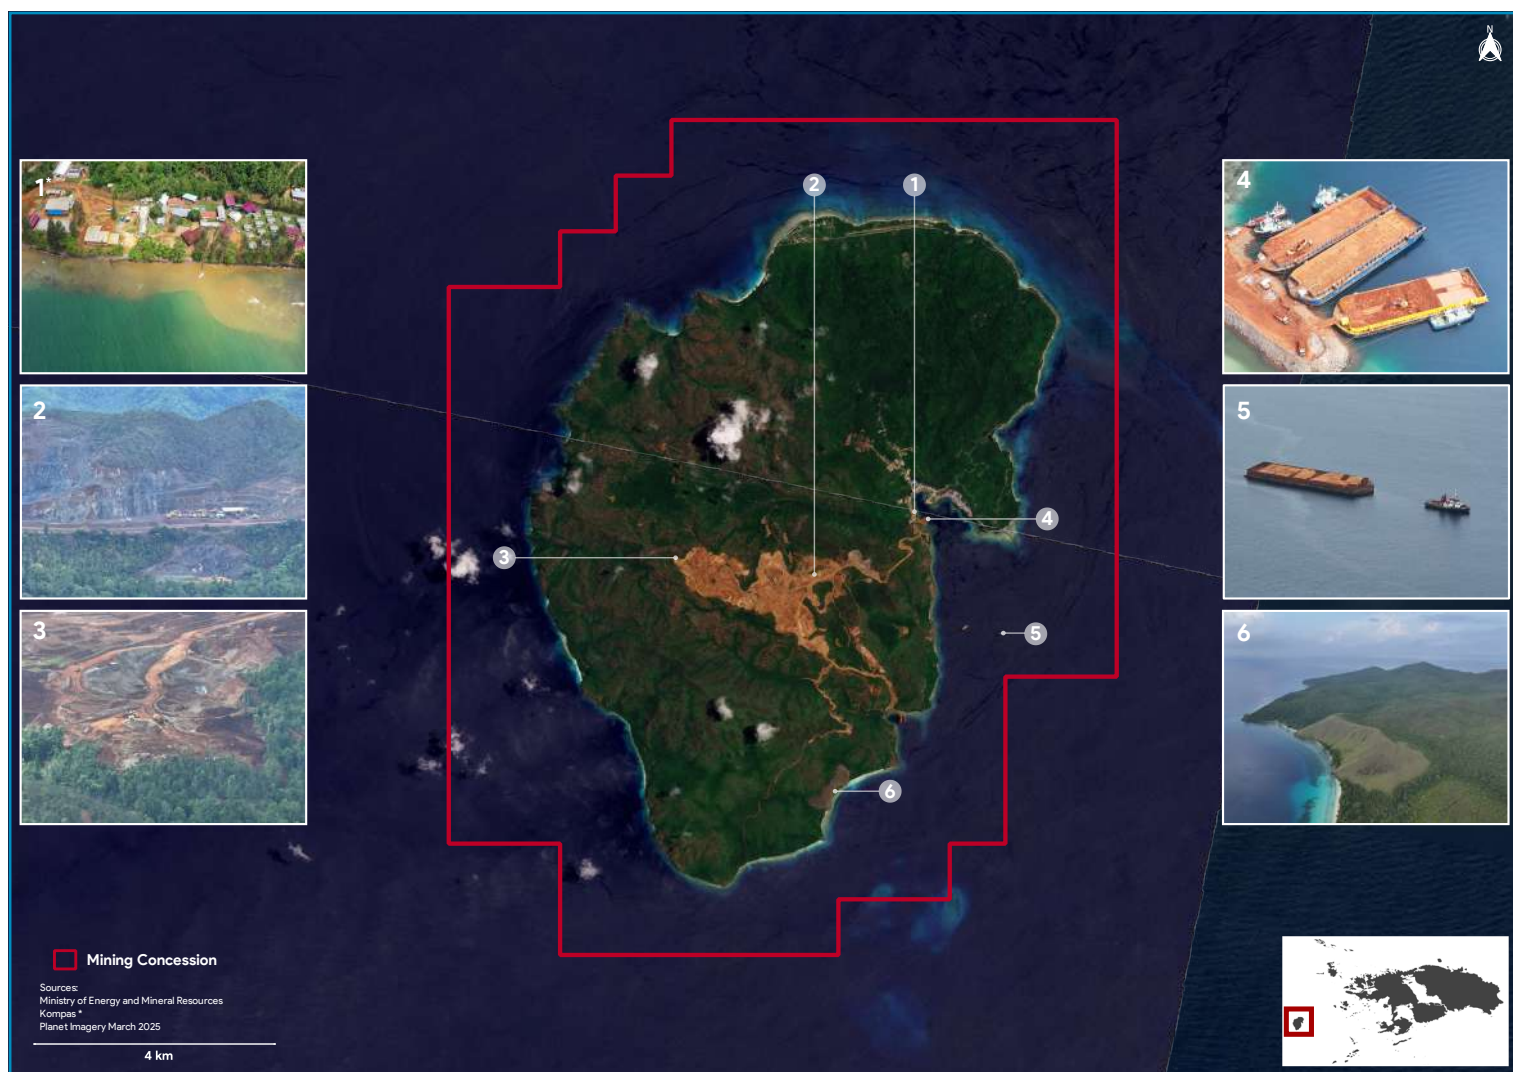 N
1*
2
3
4
5
6
2
1
3
4
5
6
Mining Concession
Sources:
Ministry of Energy and Mineral Resources
Kompas *
Planet Imagery March 2025
4 km